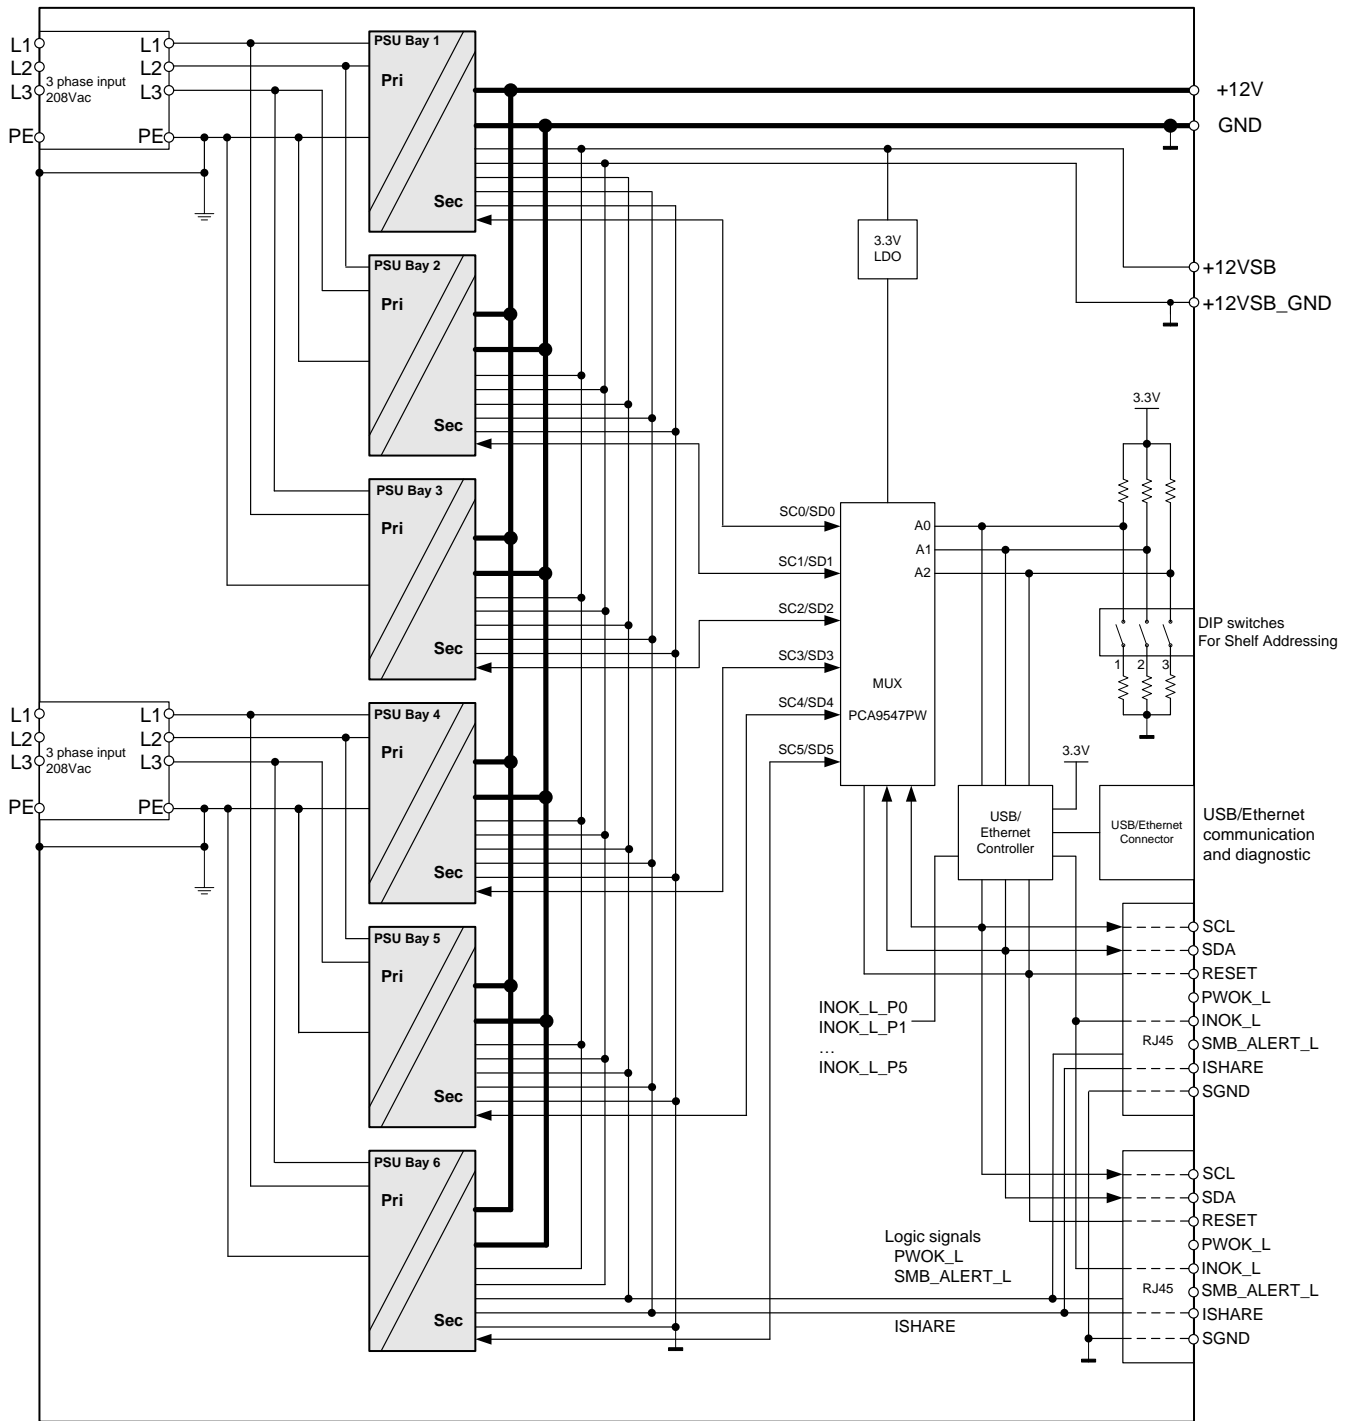 L1
L2
L3
PE
3 phase input
208Vac
L1
L2
L3
PE
PSU Bay 1
Pri
Sec
+12V
GND
3.3V
LDO
+12VSB
+12VSB_GND
PSU Bay 2
Pri
Sec
3.3V
PSU Bay 3
Pri
Sec
SC0/SD0
SC1/SD1
SC2/SD2
SC3/SD3
SC4/SD4
SC5/SD5
A0
A1
A2
MUX
PCA9547PW
1
2
3
DIP switches
For Shelf Addressing
L1
L2
L3
PE
3 phase input
208Vac
L1
L2
L3
PE
PSU Bay 4
Pri
Sec
3.3V
USB/
Ethernet
Controller
USB/Ethernet
Connector
USB/Ethernet
communication
and diagnostic
PSU Bay 5
Pri
Sec
INOK_L_P0
INOK_L_P1
...
INOK_L_P5
RJ45
SCL
SDA
RESET
PWOK_L
INOK_L
SMB_ALERT_L
ISHARE
SGND
PSU Bay 6
Pri
Sec
Logic signals
PWOK_L
SMB_ALERT_L
ISHARE
RJ45
SCL
SDA
RESET
PWOK_L
INOK_L
SMB_ALERT_L
ISHARE
SGND